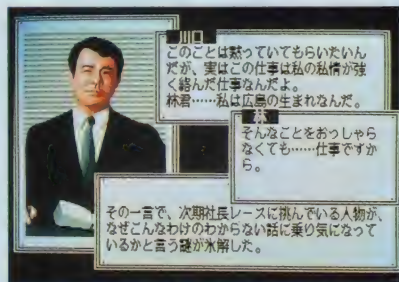 川口
このことは黙っていてもらいたいん
だが、実はこの仕事は私の私情が強
く絡んだ仕事なんだよ。
林君……私は広島の生まれなんだ。
林
そんなことをおっしゃら
なくても……仕事ですか
ら。
その一言で、次期社長レースに挑んでいる人物が、
なぜこんなわけのわからない話に乗り気になって
いるかと言う謎が氷解した。